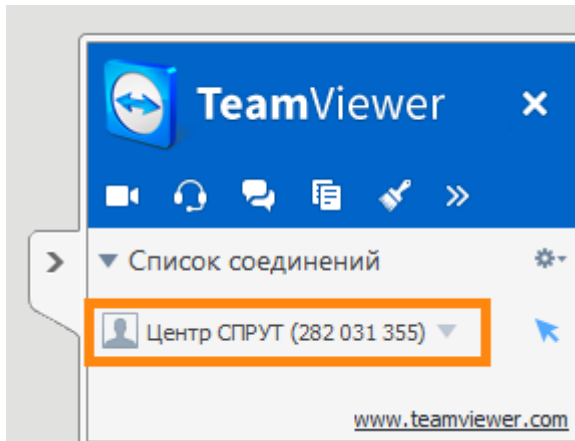 TeamViewer
Список соединений
Центр СПРУТ (282 031 355)
www.teamviewer.com